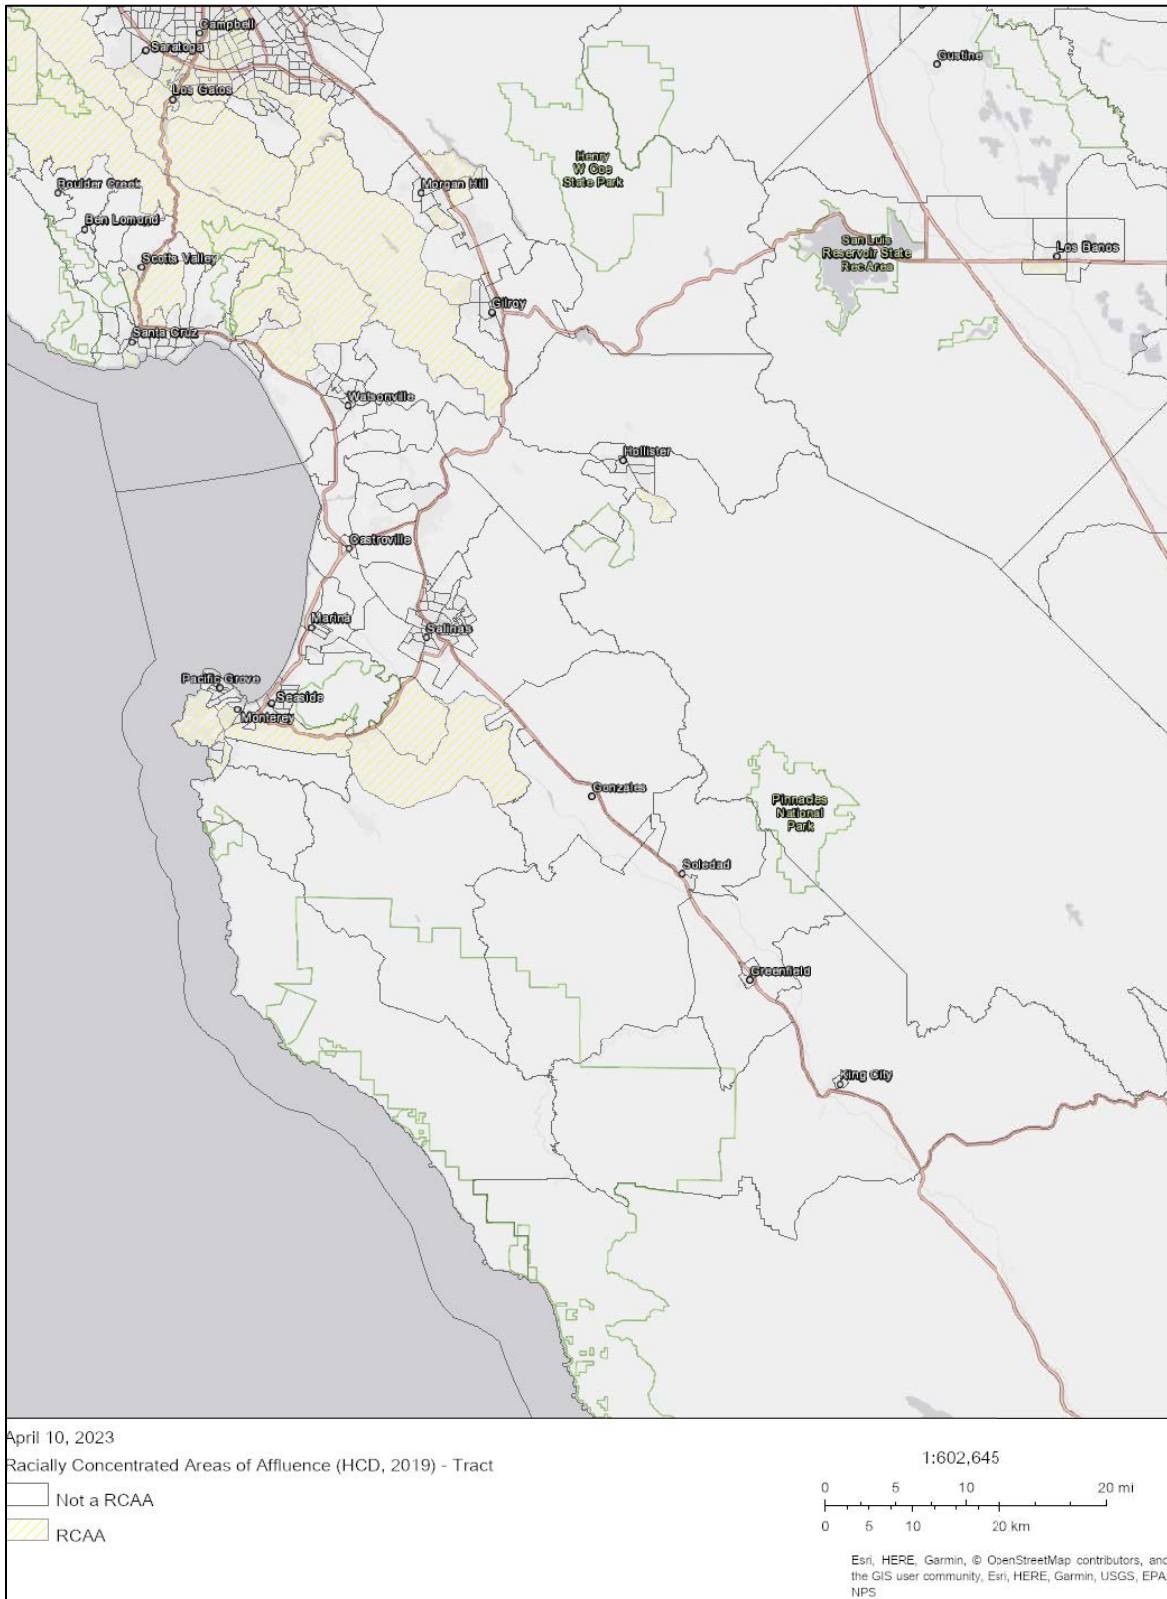 Campbell
Saratoga
Los Gatos
Gustine
Henry
W Coe
State Park
Boulder Creek
Morgan Hill
Ben Lomond
Scotts Valley
San Luis
Reservoir State
Rec Area
Los Banos
Gilroy
Santa Cruz
Watsonville
Hollister
Castroville
Marina
Salinas
Pacific Grove
Seaside
Monterey
Gonzales
Pinnacles
National
Park
Soledad
Greenfield
King City
April 10, 2023
Racially Concentrated Areas of Affluence (HCD, 2019) - Tract
Not a RCAA
RCAA
1:602,645
0 5 10 20 mi
0 5 10 20 km
Esri, HERE, Garmin, © OpenStreetMap contributors, and
the GIS user community, Esri, HERE, Garmin, USGS, EPA,
NPS